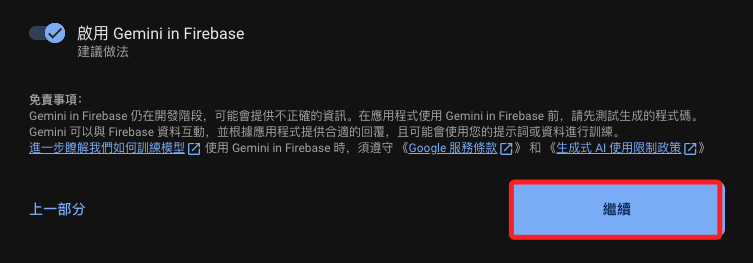 啟用 Gemini in Firebase
建議做法
免責事項：
Gemini in Firebase 仍在開發階段，可能會提供不正確的資訊。在應用程式使用 Gemini in Firebase 前，請先測試生成的程式碼。
Gemini 可以與 Firebase 資料互動，並根據應用程式提供合適的回覆，且可能會使用您的提示詞或資料進行訓練。
進一步瞭解我們如何訓練模型 使用 Gemini in Firebase 時，須遵守 《Google 服務條款》 和 《生成式 AI 使用限制政策》
上一部分
繼續